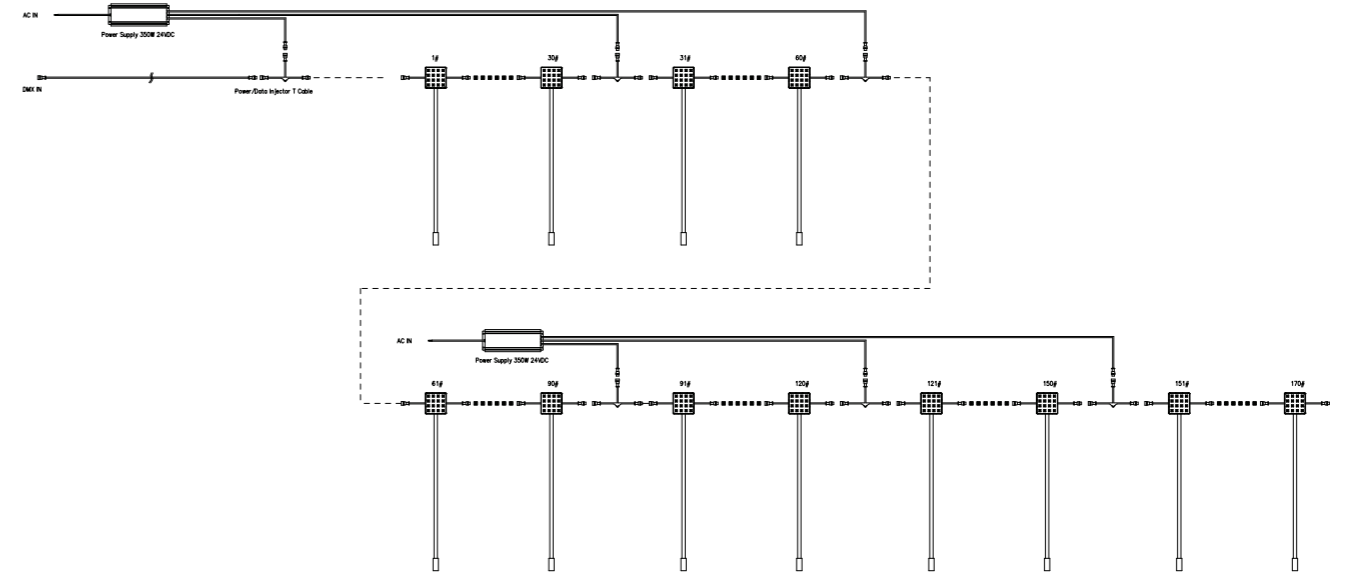 AC IN
Power Supply 350W 24VDC
1# 30# 31# 60#
DMX IN
Power/Data Injector T Cable
AC IN
Power Supply 350W 24VDC
61# 90# 91# 120# 121# 150# 151# 170#